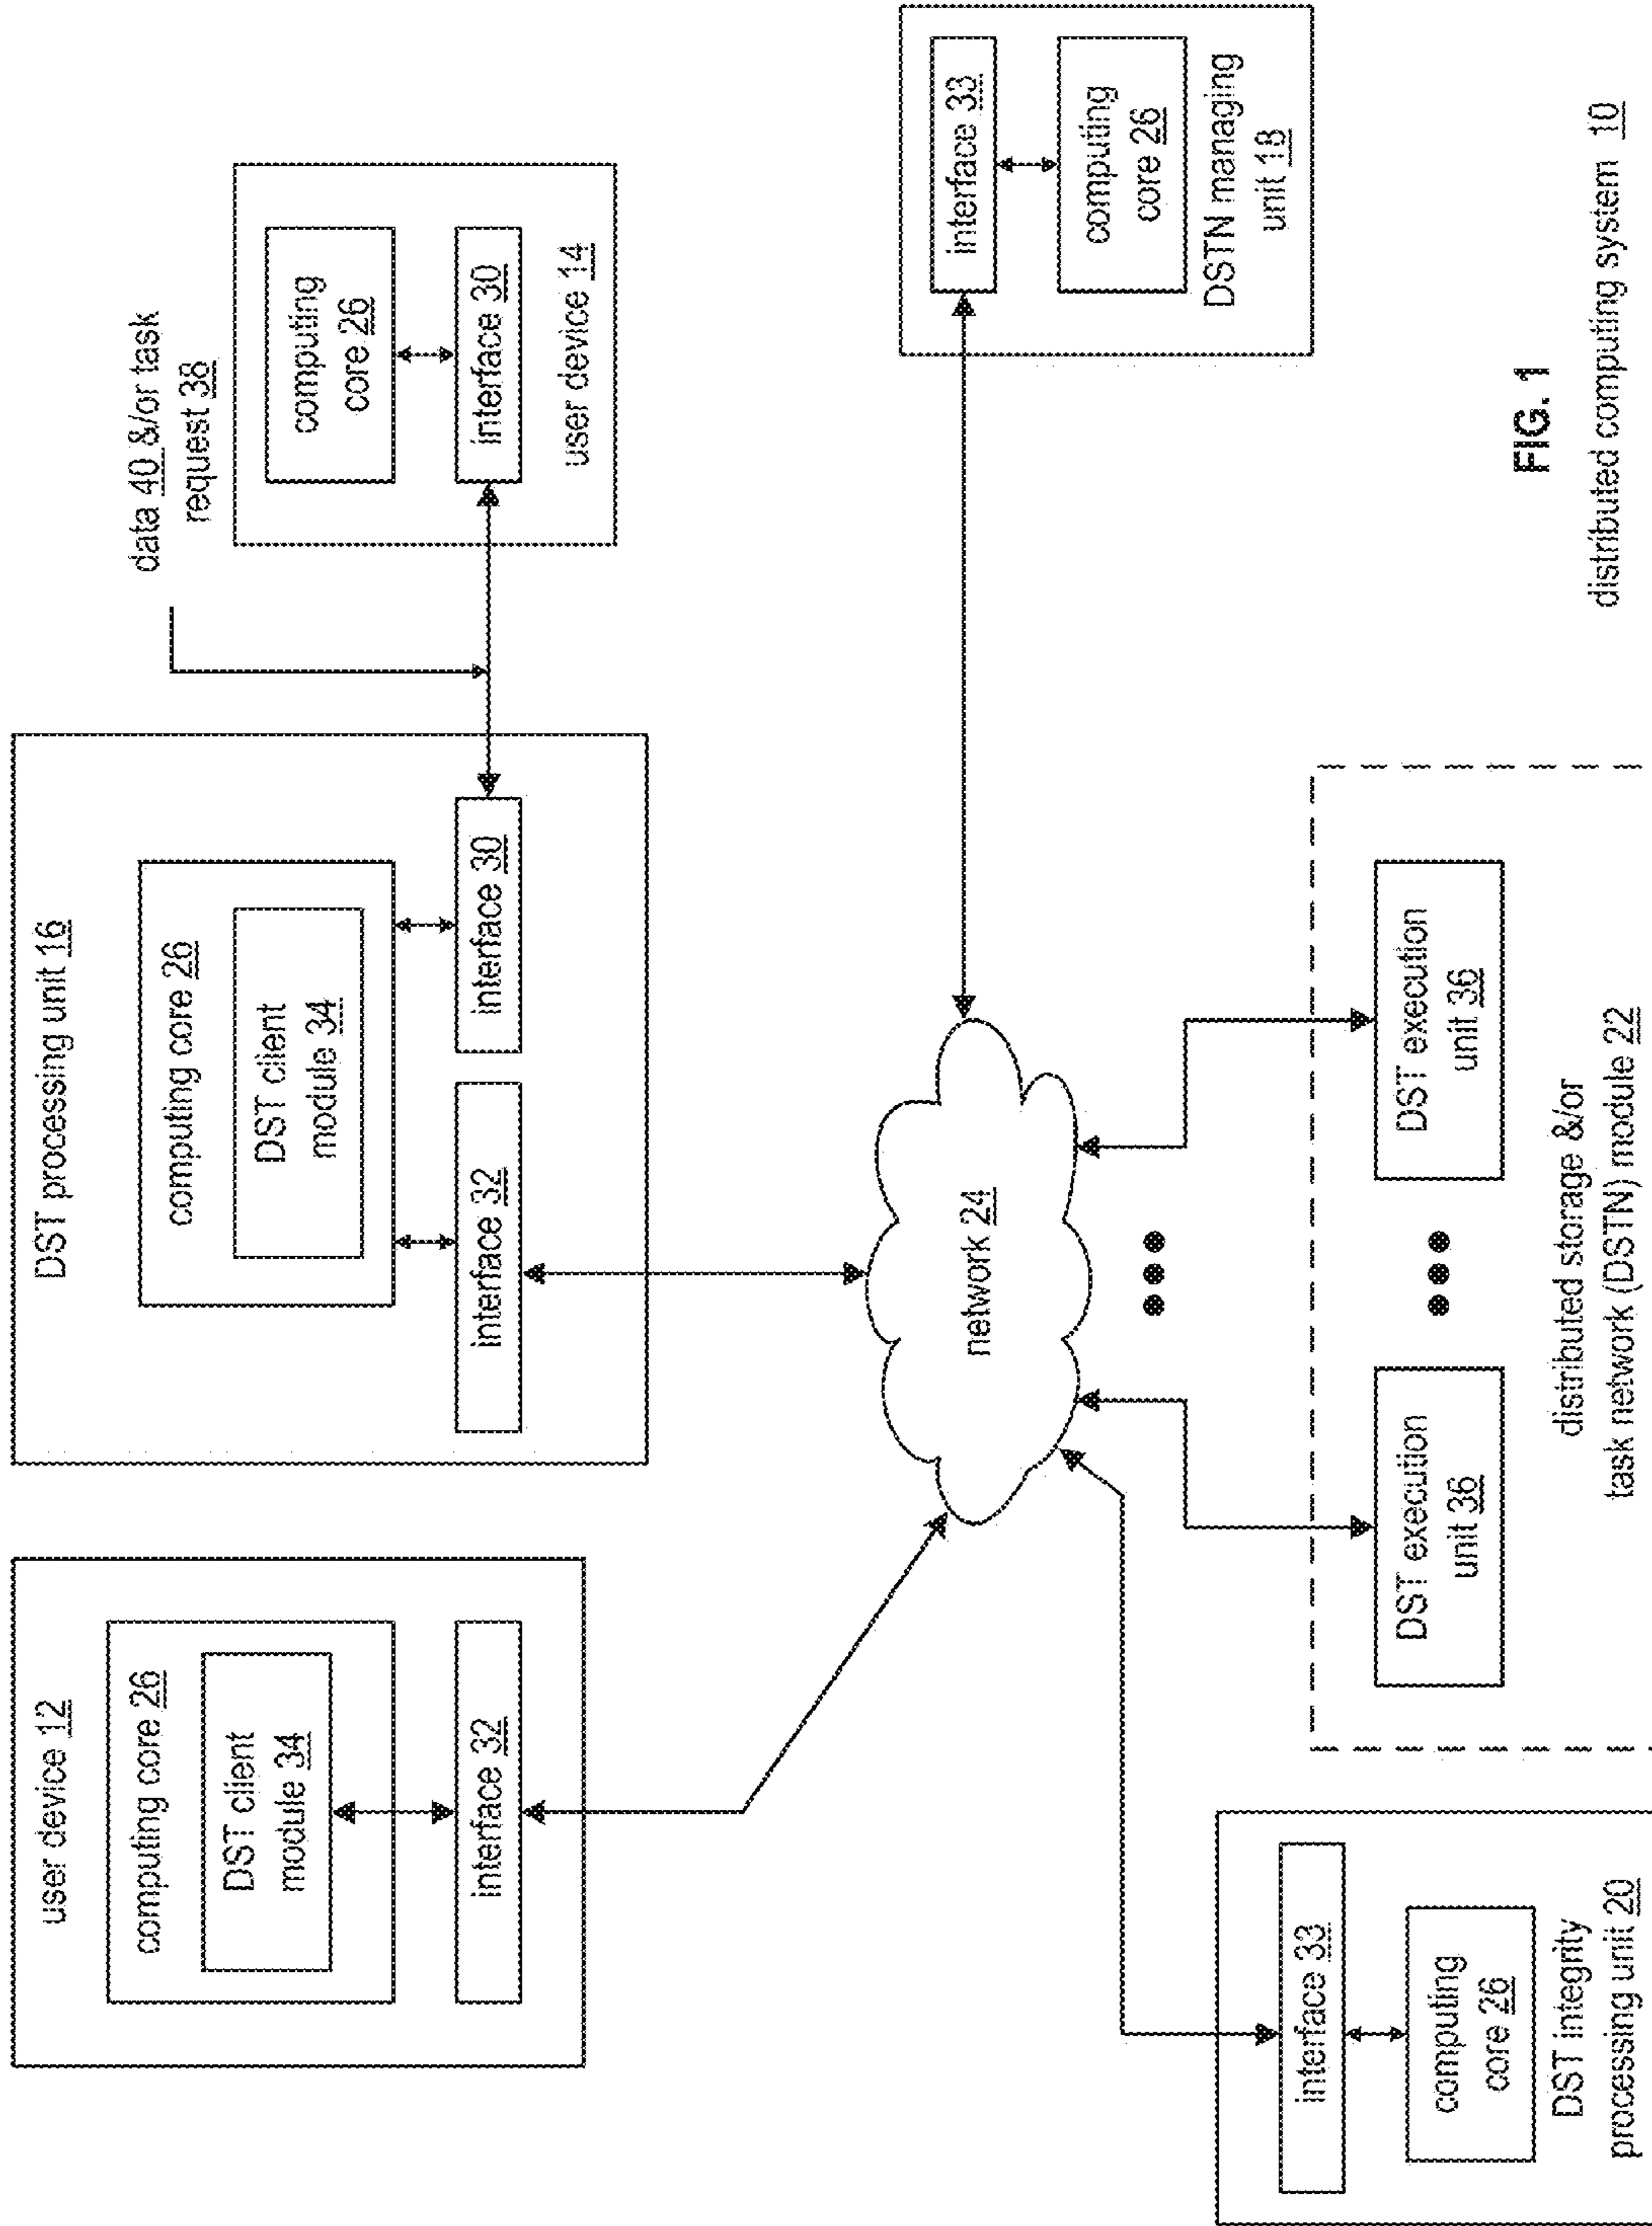 user device 12
computing core 26
DST client
module 34
interface 32
DST processing unit 16
computing core 26
DST client
module 34
interface 32
interface 30
data 40 &/or task
request 38
computing
core 26
interface 30
user device 14
network 24
interface 33
computing
core 26
DSTN managing
unit 18
interface 33
computing
core 26
DST integrity
processing unit 20
DST execution
unit 36
DST execution
unit 36
distributed storage &/or
task network (DSTN) module 22
FIG. 1
distributed computing system 10